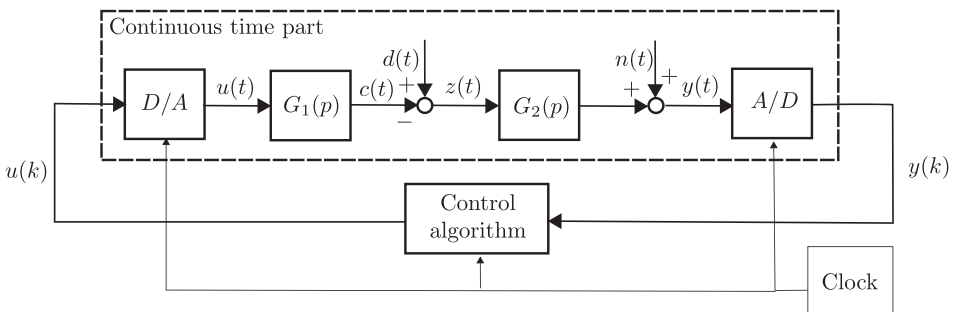 Continuous time part
d(t)
n(t)
D/A
u(t)
G₁(p)
c(t)
+
−
z(t)
G₂(p)
+
+
y(t)
A/D
u(k)
y(k)
Control
algorithm
Clock